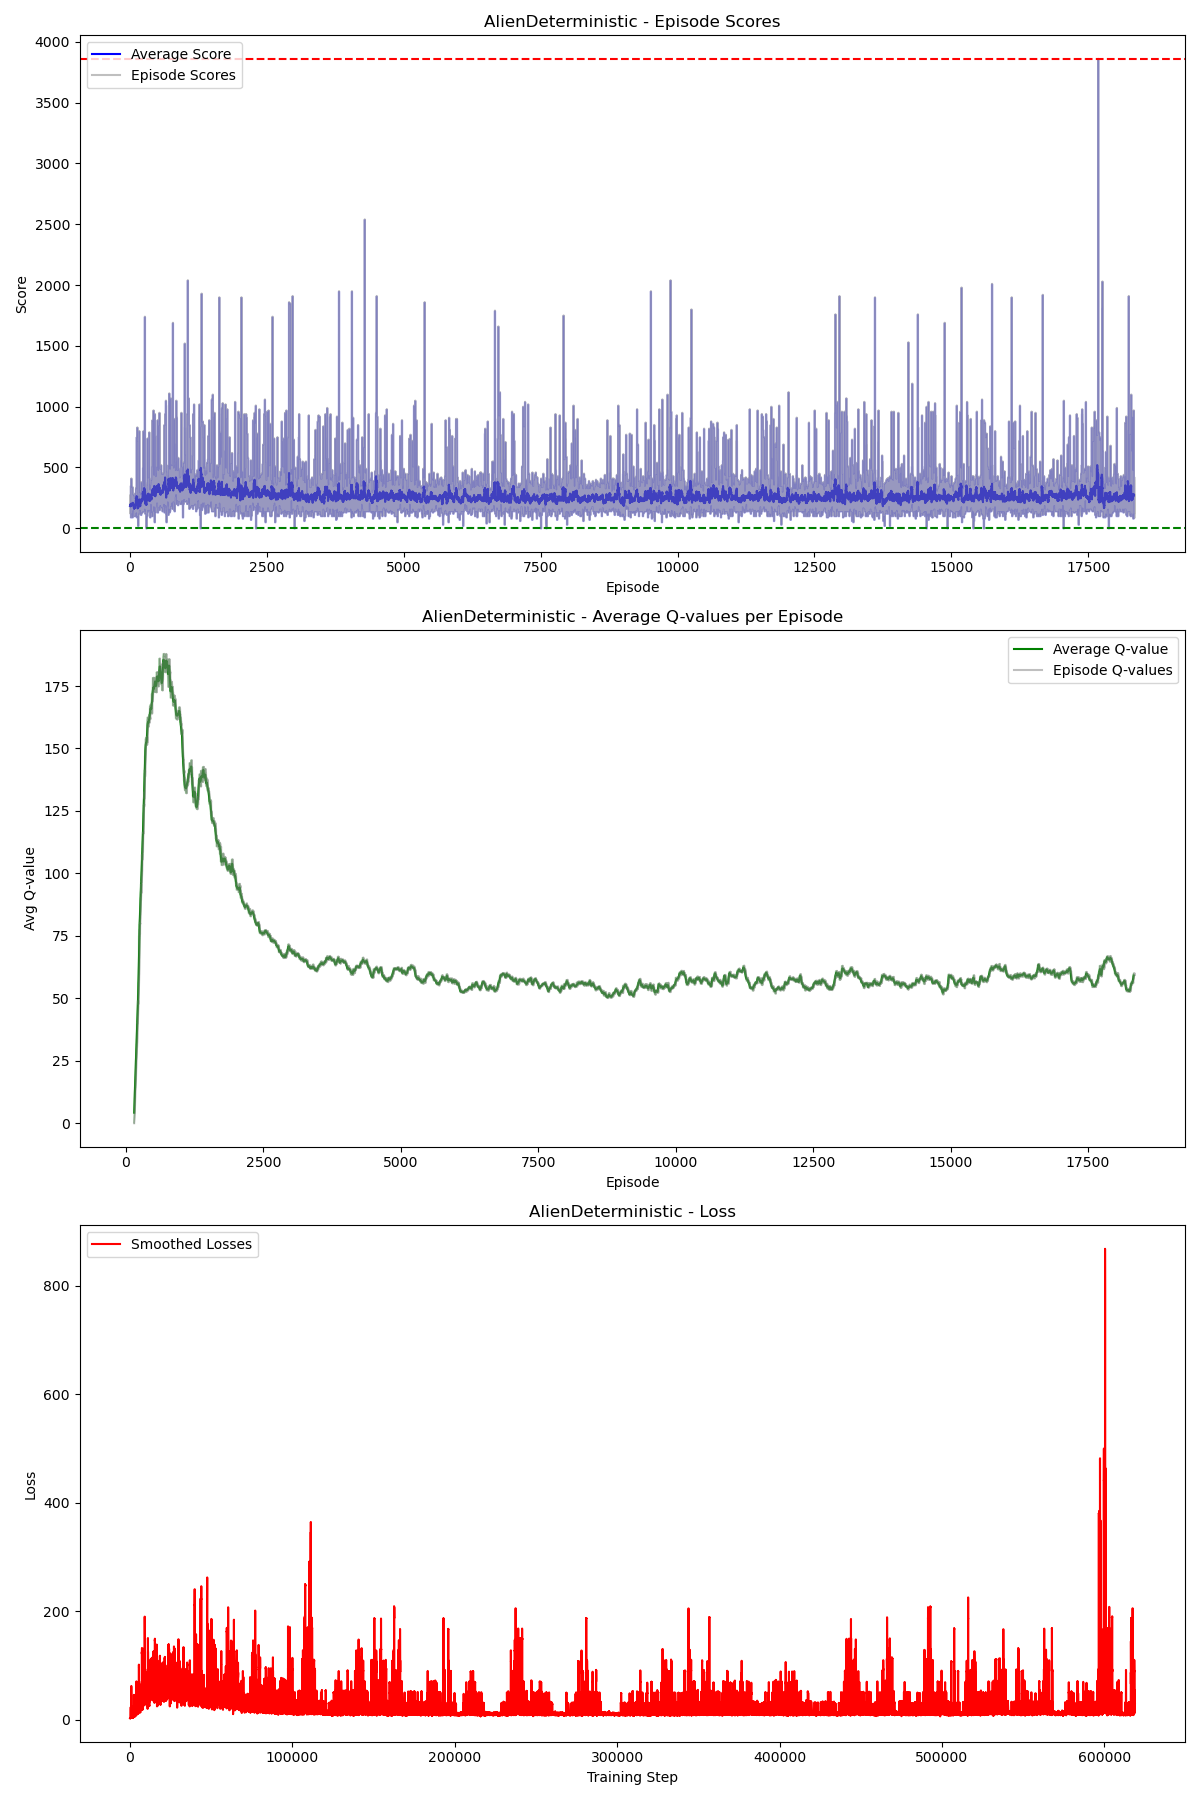 AlienDeterministic - Episode Scores
Average Score
Episode Scores
4000
3500
3000
2500
2000
1500
1000
500
0
Score
0 2500 5000 7500 10000 12500 15000 17500
Episode
AlienDeterministic - Average Q-values per Episode
Average Q-value
Episode Q-values
175
150
125
100
75
50
25
0
Avg Q-value
0 2500 5000 7500 10000 12500 15000 17500
Episode
AlienDeterministic - Loss
Smoothed Losses
800
600
400
200
0
Loss
0 100000 200000 300000 400000 500000 600000
Training Step